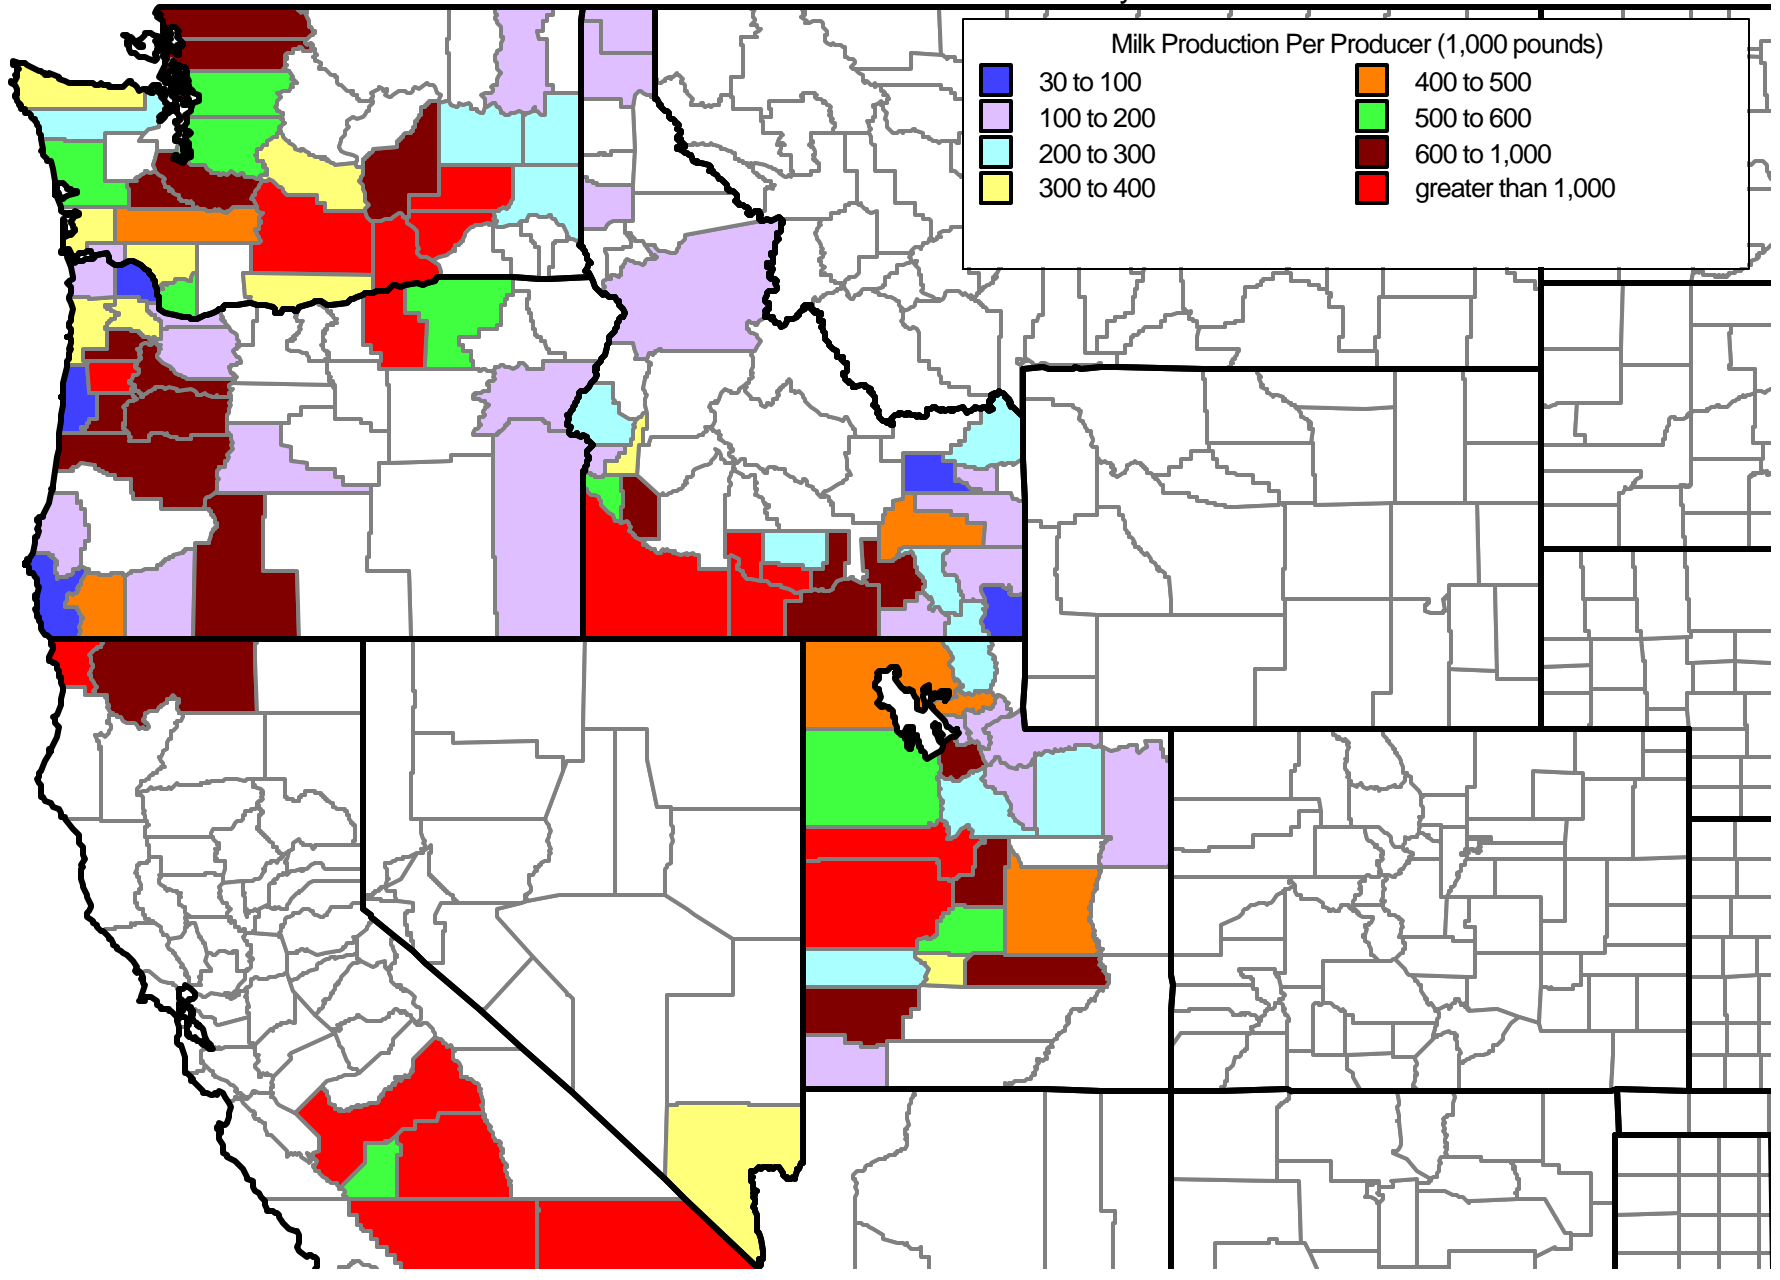 Milk Production Per Producer (1,000 pounds)
30 to 100
400 to 500
100 to 200
500 to 600
200 to 300
600 to 1,000
300 to 400
greater than 1,000